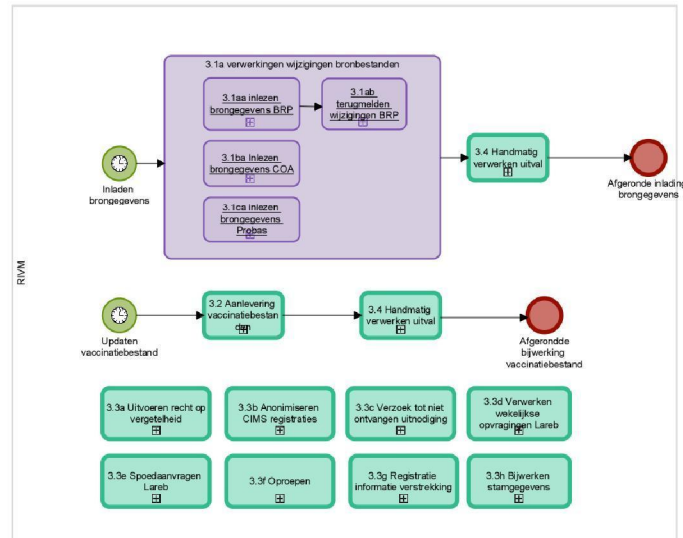 RIVM
3.1a verwerkingen wijzigingen bronbestanden
3.1aa inlezen
brongegevens BRP
3.1ab
terugmelden
wijzigingen BRP
3.1ba Inlezen
brongegevens COA
3.1ca inlezen
brongegevens
Probas
Inladen
brongegevens
3.4 Handmatig
verwerken uitval
Afgeronde inlading
brongegevens
3.2 Aanlevering
vaccinatiebestan
den
3.4 Handmatig
verwerken uitval
Updaten
vaccinatiebestand
Afgerondde
bijwerking
vaccinatiebestand
3.3a Uitvoeren recht op
vergetelheid
3.3b Anonimiseren
CIMS registraties
3.3c Verzoek tot niet
ontvangen uitnodiging
3.3d Verwerken
wekelijkse
opvragingen Lareb
3.3e Spoedaanvragen
Lareb
3.3f Oproepen
3.3g Registratie
informatie verstrekking
3.3h Bijwerken
stamgegevens